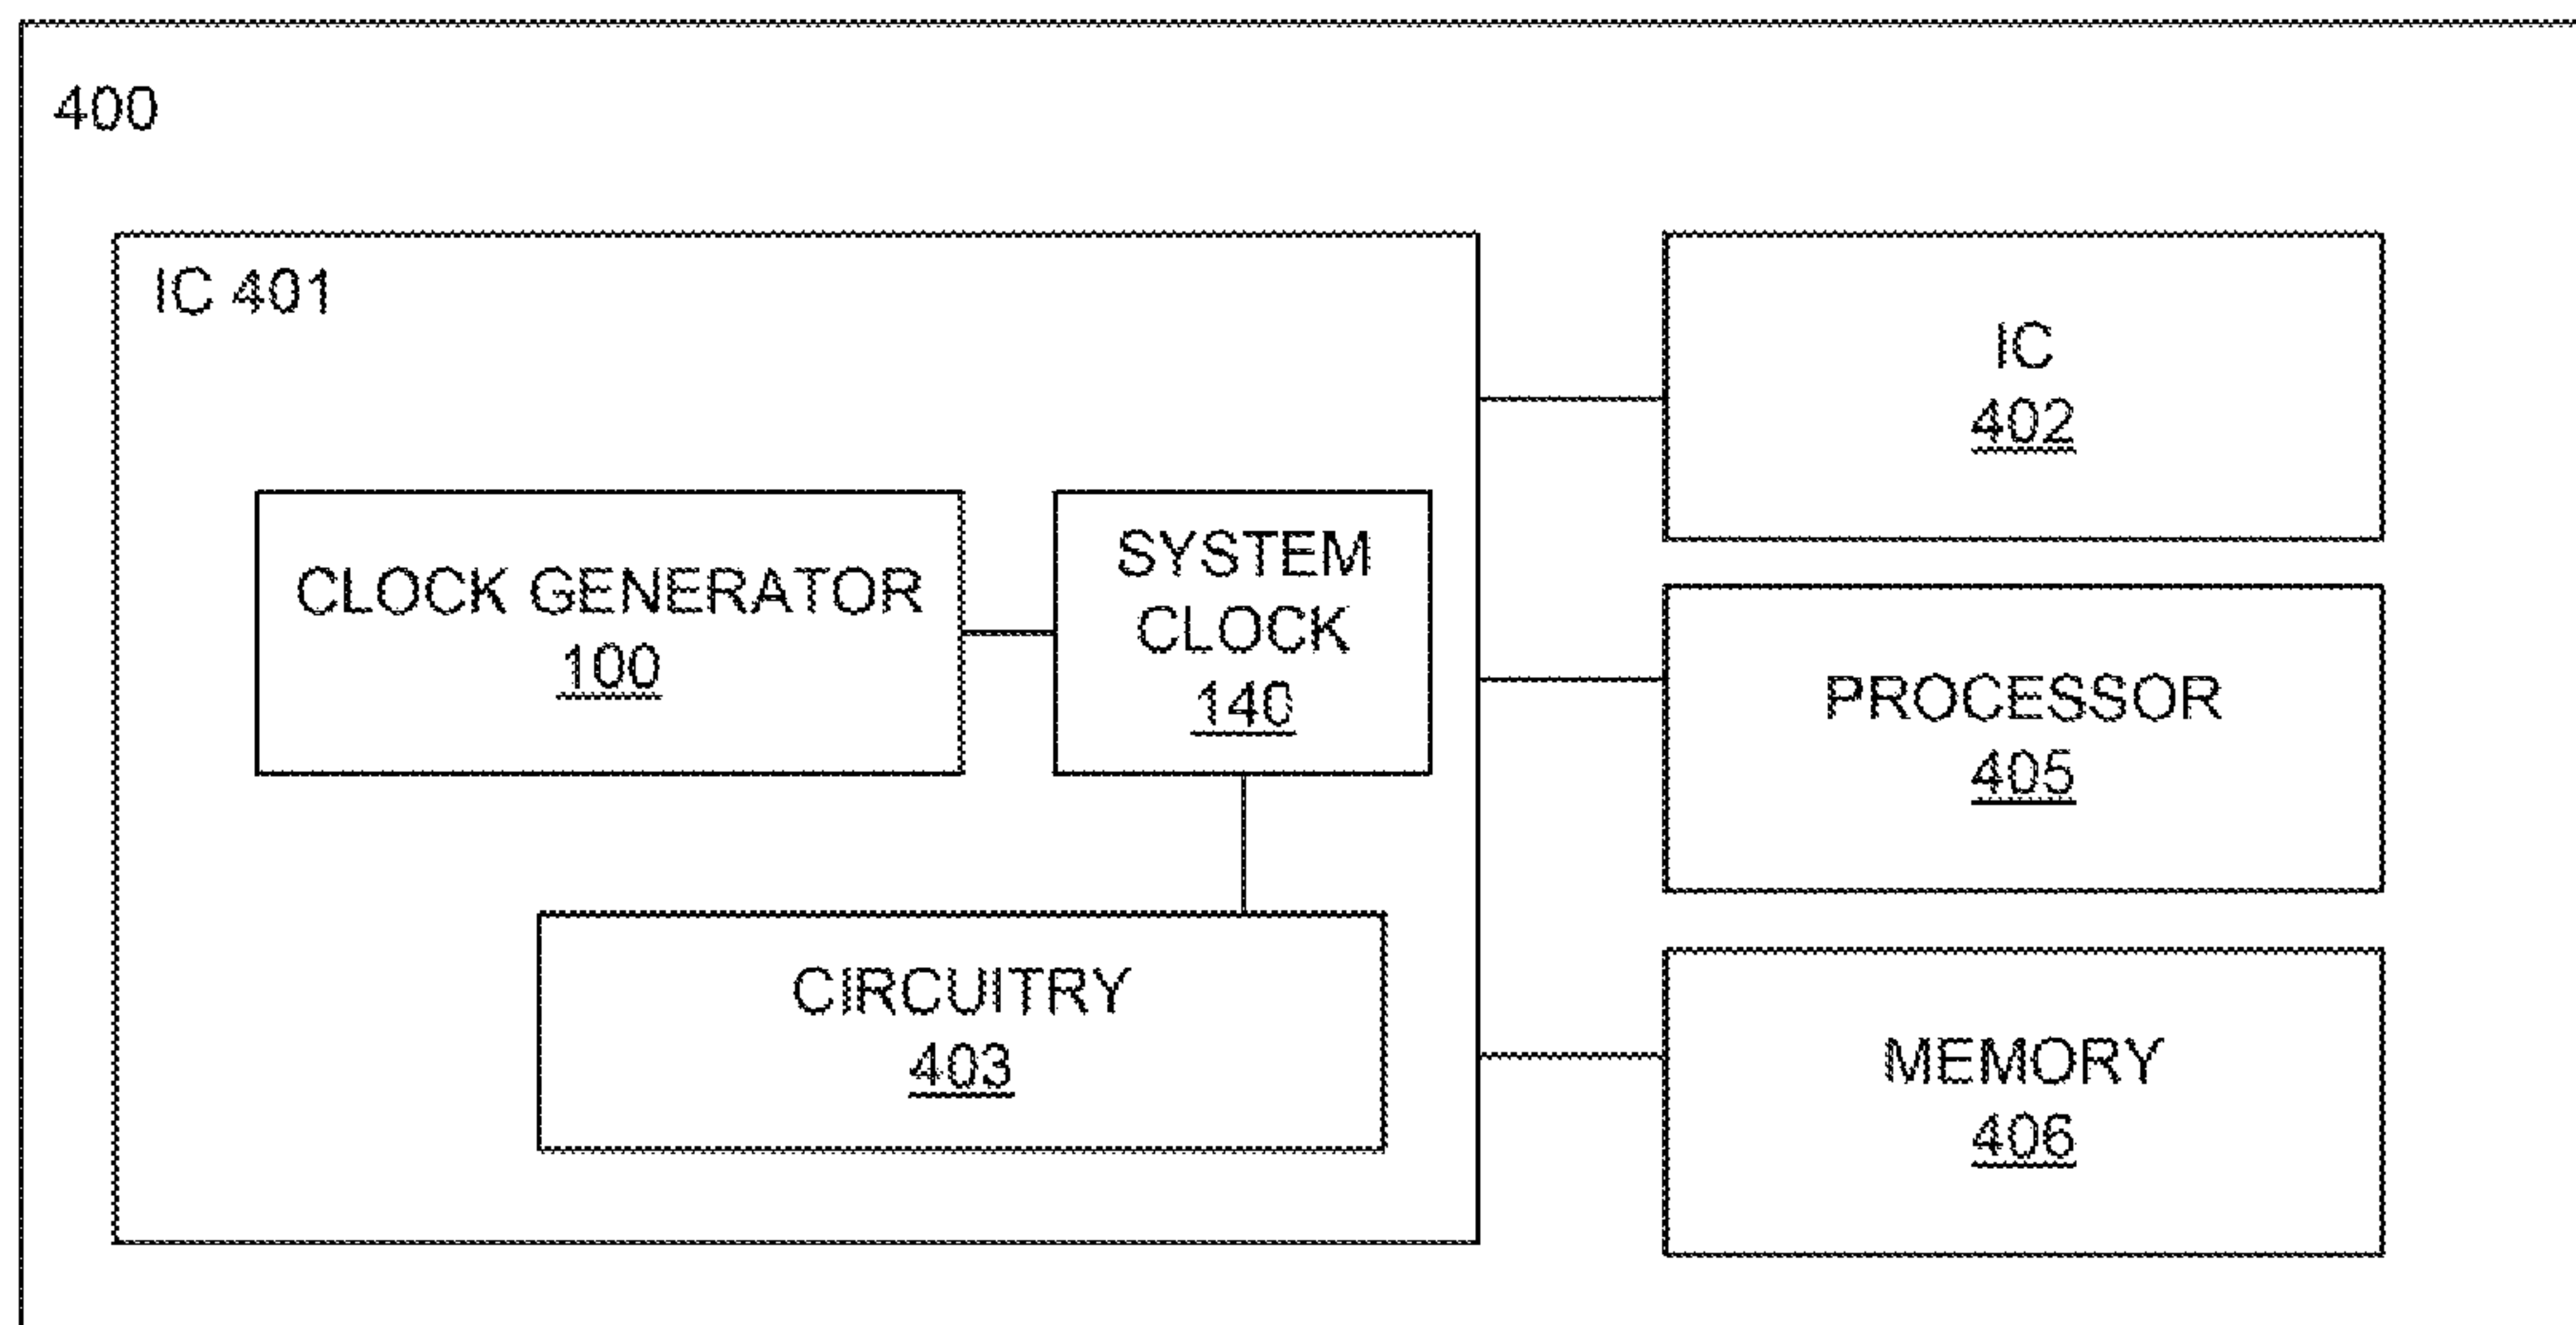 400
IC 401
CLOCK GENERATOR
100
SYSTEM
CLOCK
140
CIRCUITRY
403
IC
402
PROCESSOR
405
MEMORY
406